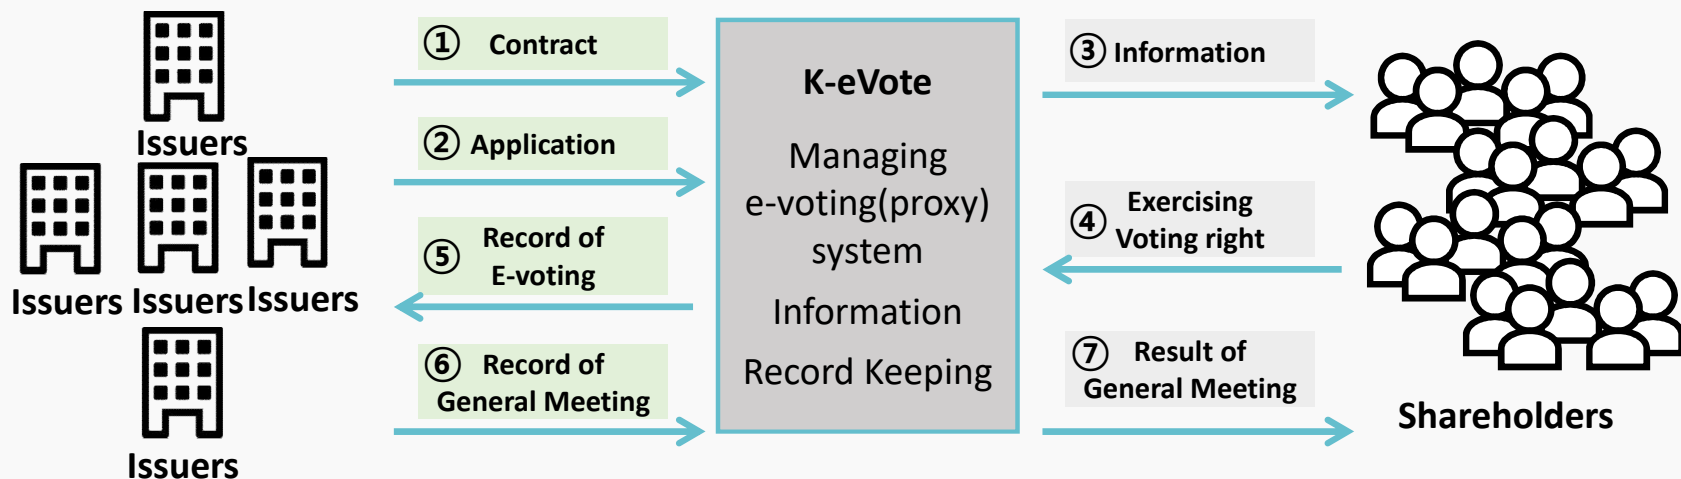 Issuers
Issuers
Issuers
Issuers
Issuers
① Contract
② Application
⑤ Record of
E-voting
⑥ Record of
General Meeting
K-eVote
Managing
e-voting(proxy)
system
Information
Record Keeping
③ Information
④ Exercising
Voting right
⑦ Result of
General Meeting
Shareholders